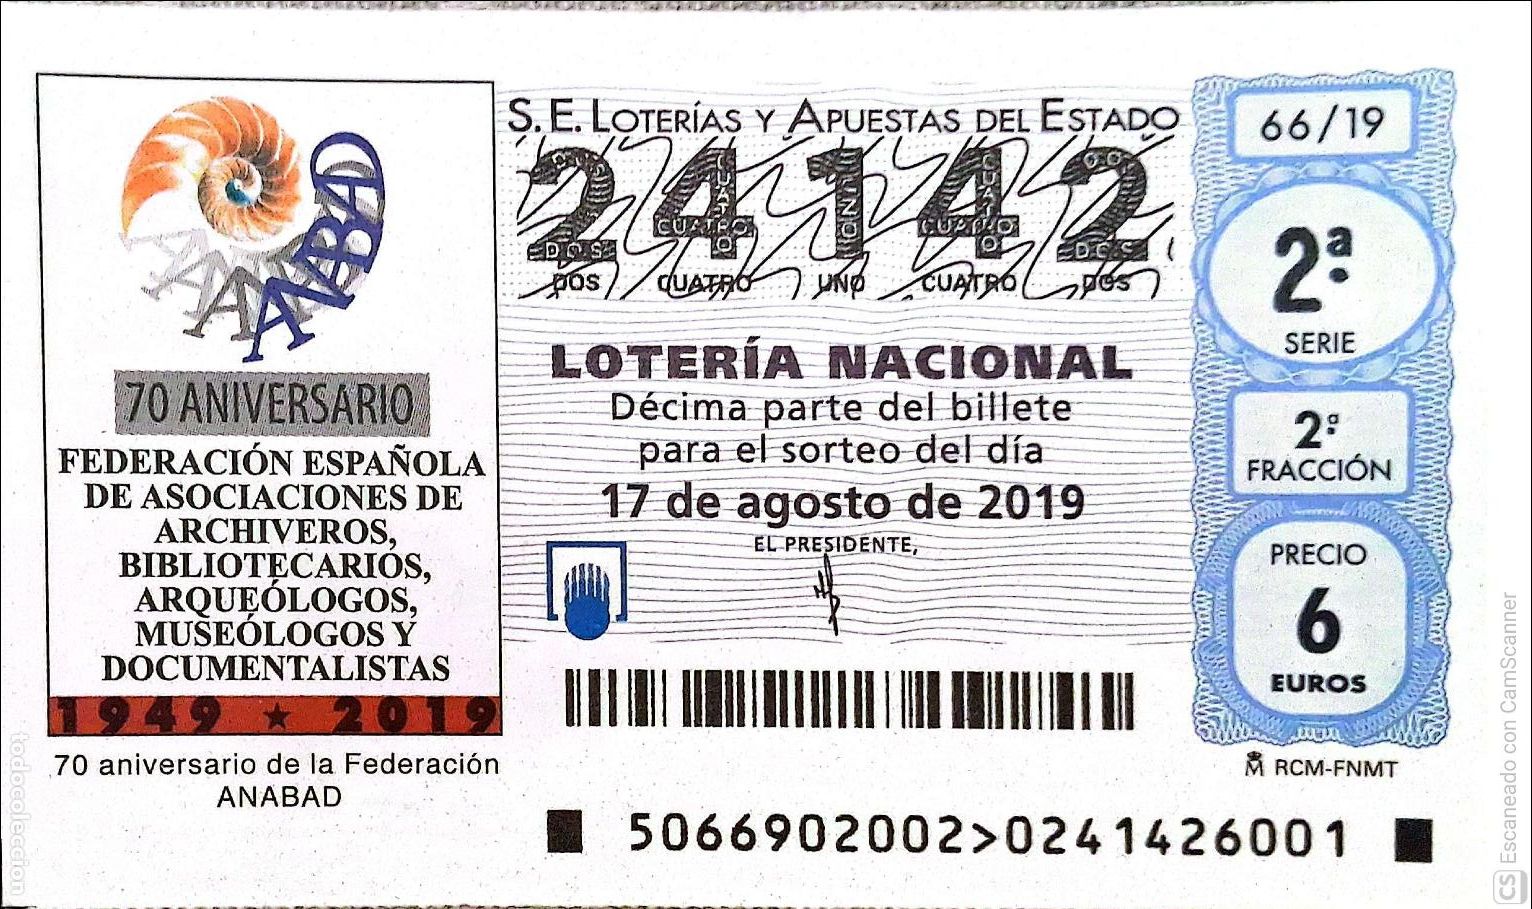 S. E. LOTERÍAS Y APUESTAS DEL ESTADO
24142
DOS CUATRO UNO CUATRO DOS
LOTERÍA NACIONAL
Décima parte del billete
para el sorteo del día
17 de agosto de 2019
EL PRESIDENTE,
66/19
2ª
SERIE
2ª
FRACCIÓN
PRECIO
6
EUROS
RCM-FNMT
ANABAD
70 ANIVERSARIO
FEDERACIÓN ESPAÑOLA
DE ASOCIACIONES DE
ARCHIVEROS,
BIBLIOTECARIOS,
ARQUEÓLOGOS,
MUSEÓLOGOS Y
DOCUMENTALISTAS
1949 ★ 2019
70 aniversario de la Federación
ANABAD
5066902002>0241426001
todocoleccion
CS Escaneado con CamScanner